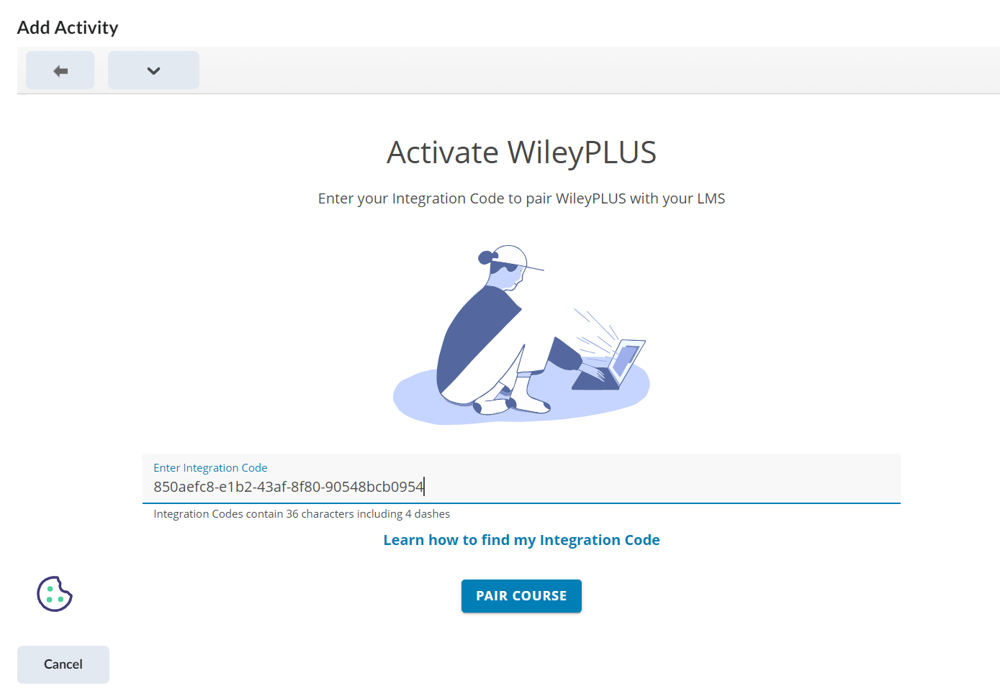 Add Activity
Activate WileyPLUS
Enter your Integration Code to pair WileyPLUS with your LMS
Enter Integration Code
850aefc8-e1b2-43af-8f80-90548bcb0954
Integration Codes contain 36 characters including 4 dashes
Learn how to find my Integration Code
PAIR COURSE
Cancel